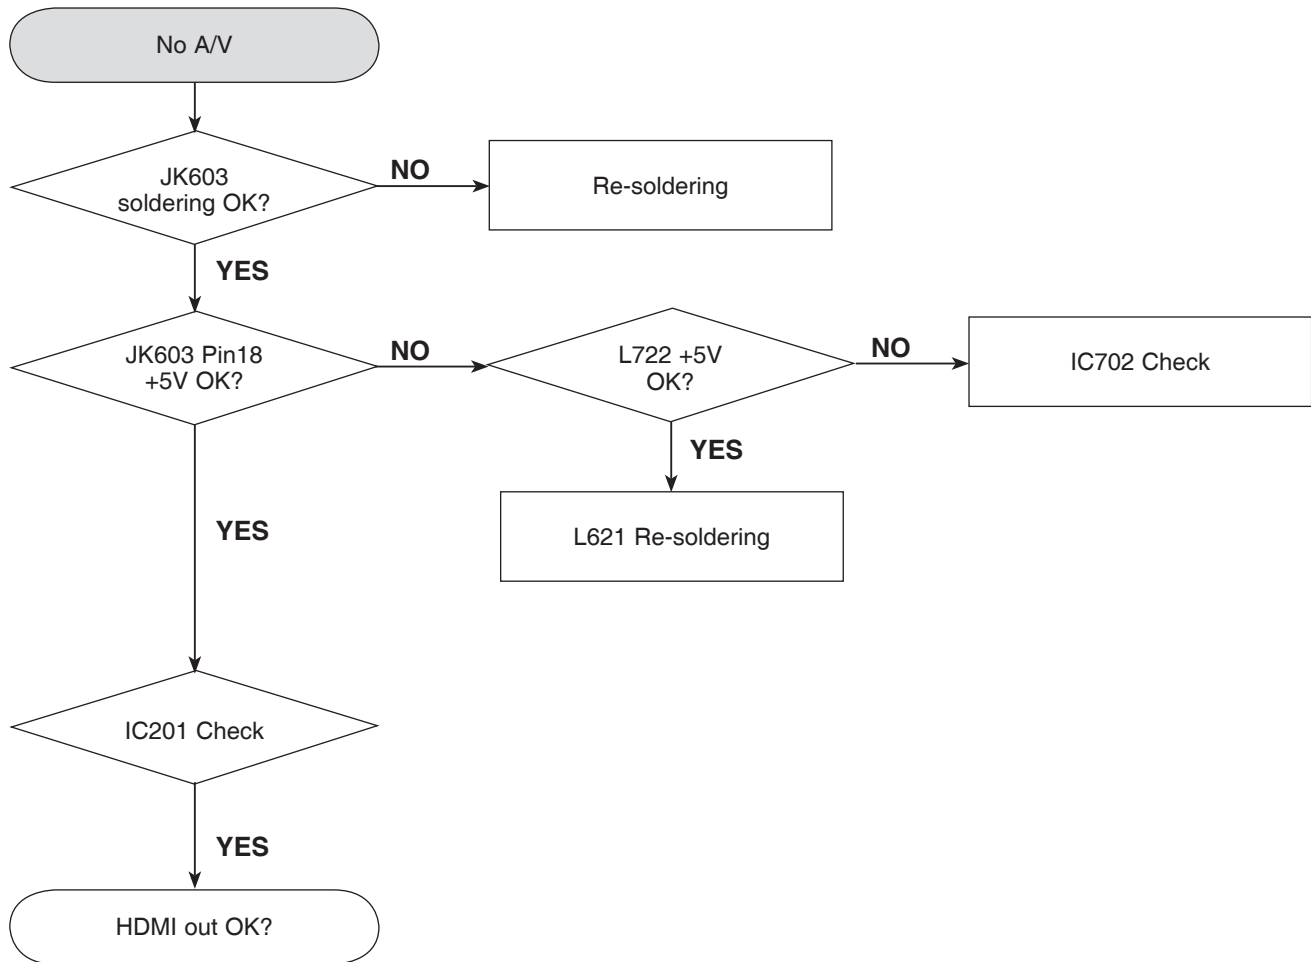 No A/V
JK603
soldering OK?
NO
Re-soldering
YES
JK603 Pin18
+5V OK?
NO
L722 +5V
OK?
NO
IC702 Check
YES
L621 Re-soldering
YES
IC201 Check
YES
HDMI out OK?